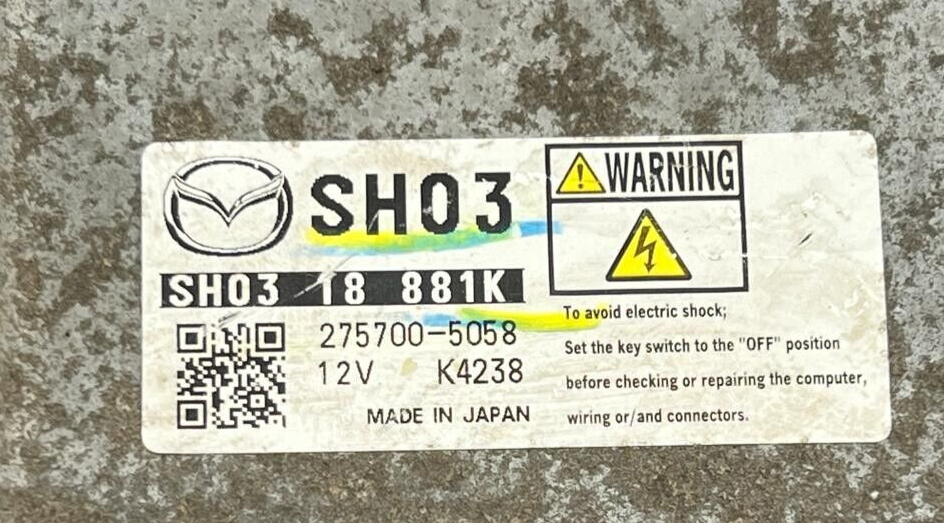 SH03
SH03 18 881K
275700-5058
12V K4238
MADE IN JAPAN
WARNING
To avoid electric shock;
Set the key switch to the "OFF" position
before checking or repairing the computer,
wiring or/and connectors.